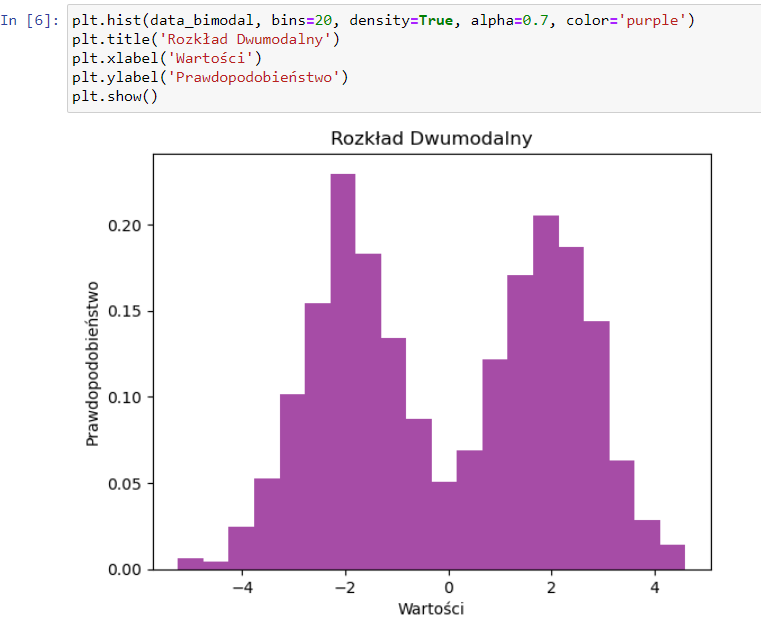 In [6]: plt.hist(data_bimodal, bins=20, density=True, alpha=0.7, color='purple')
plt.title('Rozkład Dwumodalny')
plt.xlabel('Wartości')
plt.ylabel('Prawdopodobieństwo')
plt.show()
Rozkład Dwumodalny
Prawdopodobieństwo
0.20
0.15
0.10
0.05
0.00
−4 −2 0 2 4
Wartości